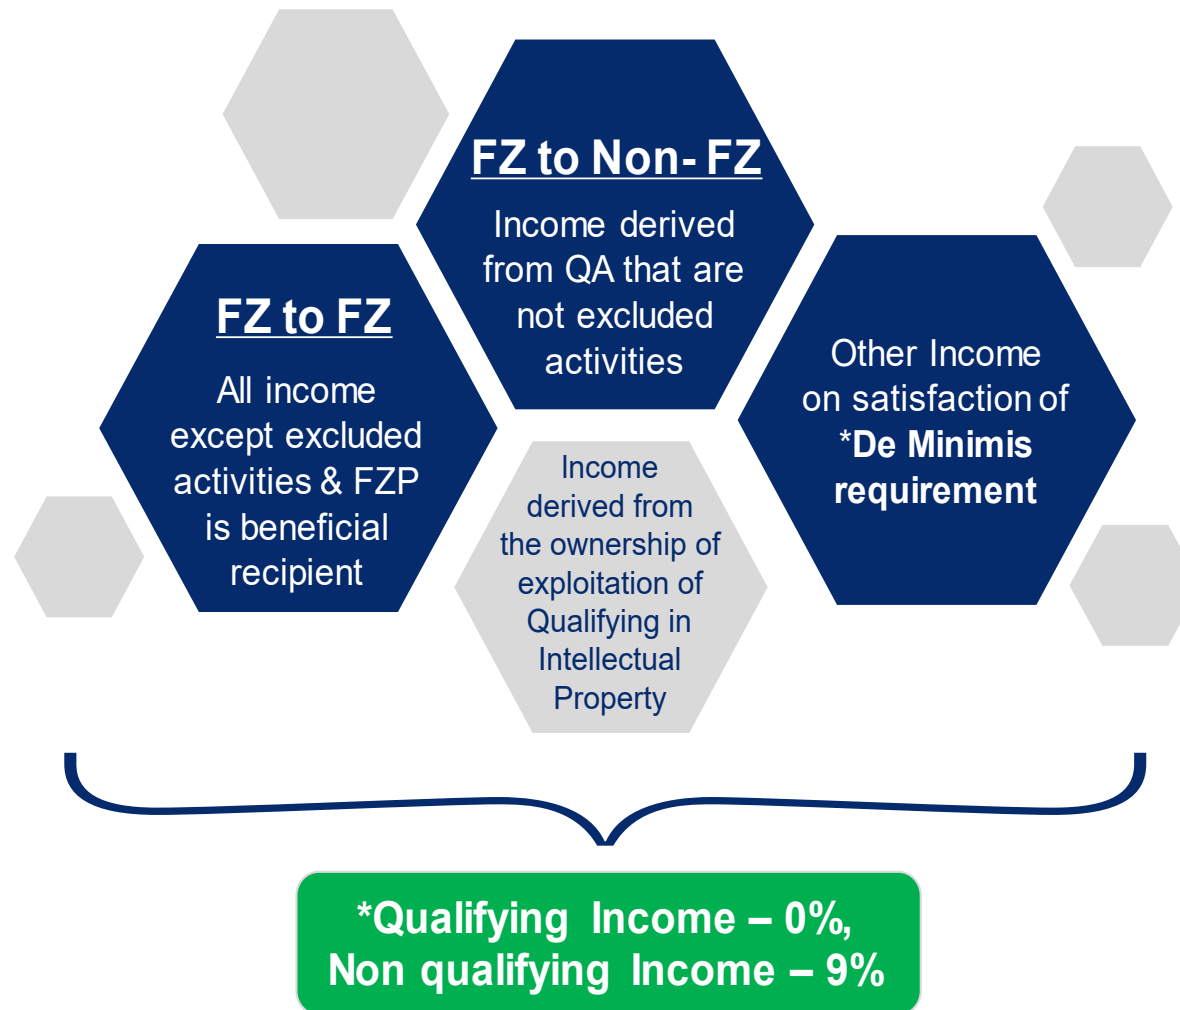 FZ to FZ
All income
except excluded
activities & FZP
is beneficial
recipient
FZ to Non- FZ
Income derived
from QA that are
not excluded
activities
Other Income
on satisfaction of
*De Minimis
requirement
Income
derived from
the ownership of
exploitation of
Qualifying in
Intellectual
Property
*Qualifying Income – 0%,
Non qualifying Income – 9%